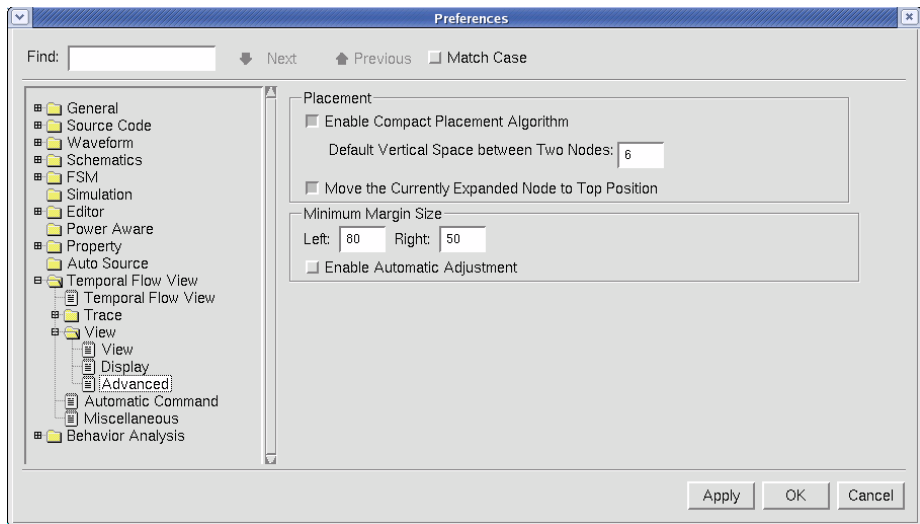 Preferences
Find:
Next
Previous
Match Case
General
Source Code
Waveform
Schematics
FSM
Simulation
Editor
Power Aware
Property
Auto Source
Temporal Flow View
Temporal Flow View
Trace
View
View
Display
Advanced
Automatic Command
Miscellaneous
Behavior Analysis
Placement
Enable Compact Placement Algorithm
Default Vertical Space between Two Nodes: 6
Move the Currently Expanded Node to Top Position
Minimum Margin Size
Left: 80 Right: 50
Enable Automatic Adjustment
Apply
OK
Cancel